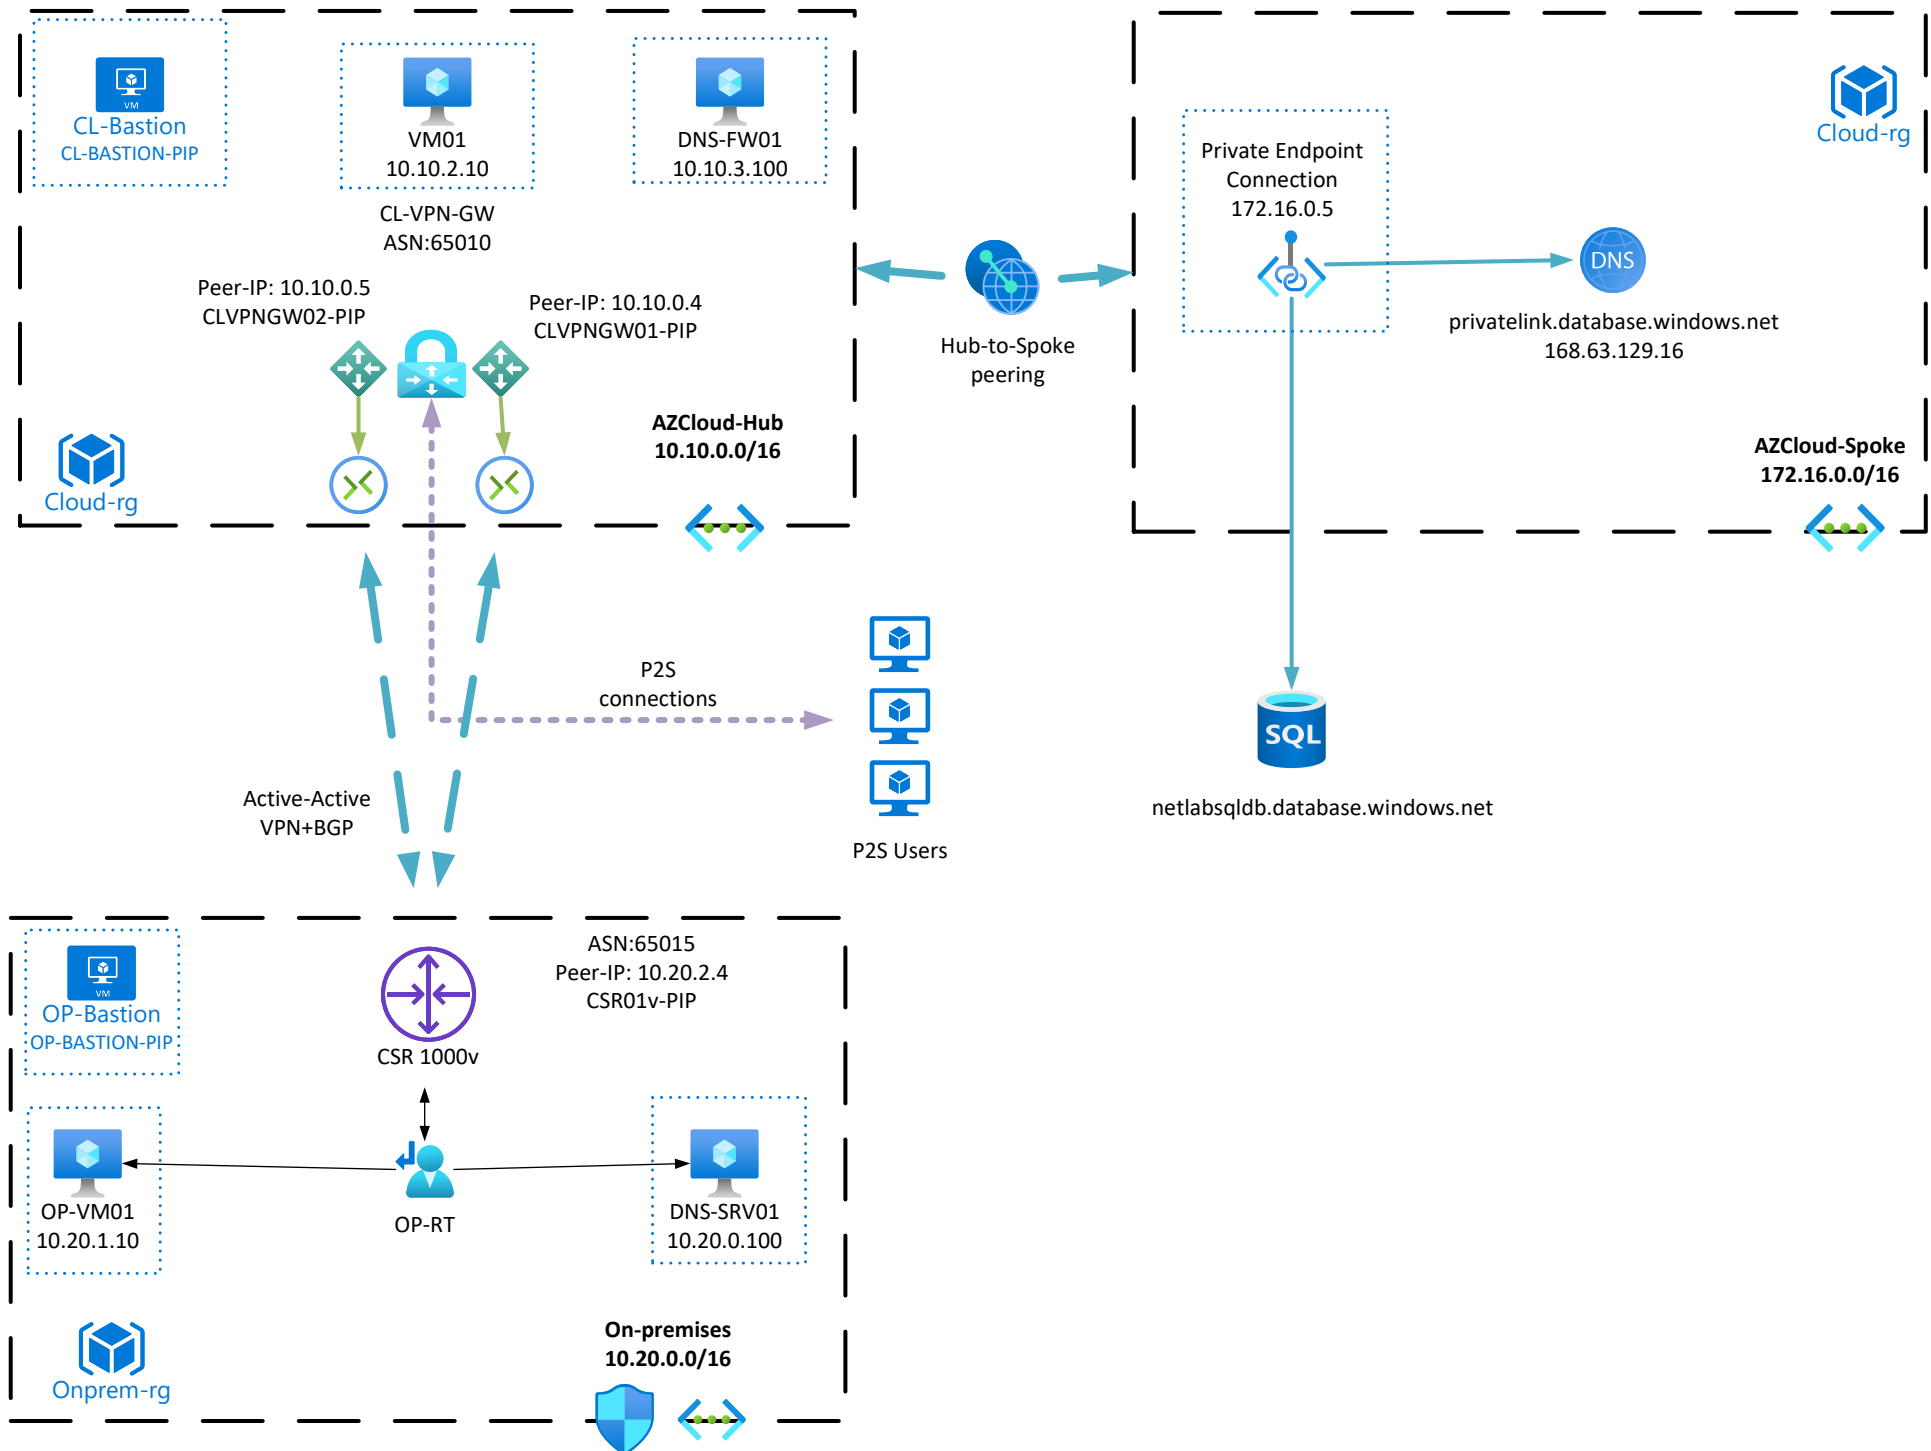 VM
CL-Bastion
CL-BASTION-PIP
VM01
10.10.2.10
DNS-FW01
10.10.3.100
CL-VPN-GW
ASN:65010
Peer-IP: 10.10.0.5
CLVPNGW02-PIP
Peer-IP: 10.10.0.4
CLVPNGW01-PIP
AZCloud-Hub
10.10.0.0/16
Cloud-rg
Hub-to-Spoke
peering
Private Endpoint
Connection
172.16.0.5
DNS
privatelink.database.windows.net
168.63.129.16
Cloud-rg
AZCloud-Spoke
172.16.0.0/16
SQL
netlabsqldb.database.windows.net
P2S
connections
P2S Users
Active-Active
VPN+BGP
VM
OP-Bastion
OP-BASTION-PIP
ASN:65015
Peer-IP: 10.20.2.4
CSR01v-PIP
CSR 1000v
OP-VM01
10.20.1.10
OP-RT
DNS-SRV01
10.20.0.100
On-premises
10.20.0.0/16
Onprem-rg